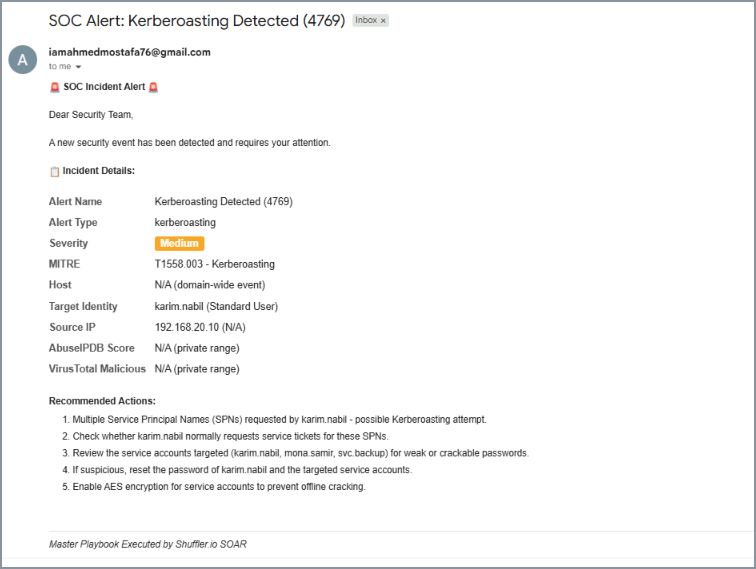 SOC Alert: Kerberoasting Detected (4769) Inbox ×
A
iamahmedmostafa76@gmail.com
to me
🚨 SOC Incident Alert 🚨
Dear Security Team,
A new security event has been detected and requires your attention.
📋 Incident Details:
Alert Name Kerberoasting Detected (4769)
Alert Type kerberoasting
Severity Medium
MITRE T1558.003 - Kerberoasting
Host N/A (domain-wide event)
Target Identity karim.nabil (Standard User)
Source IP 192.168.20.10 (N/A)
AbuseIPDB Score N/A (private range)
VirusTotal Malicious N/A (private range)
Recommended Actions:
1. Multiple Service Principal Names (SPNs) requested by karim.nabil - possible Kerberoasting attempt.
2. Check whether karim.nabil normally requests service tickets for these SPNs.
3. Review the service accounts targeted (karim.nabil, mona.samir, svc.backup) for weak or crackable passwords.
4. If suspicious, reset the password of karim.nabil and the targeted service accounts.
5. Enable AES encryption for service accounts to prevent offline cracking.
Master Playbook Executed by Shuffler.io SOAR